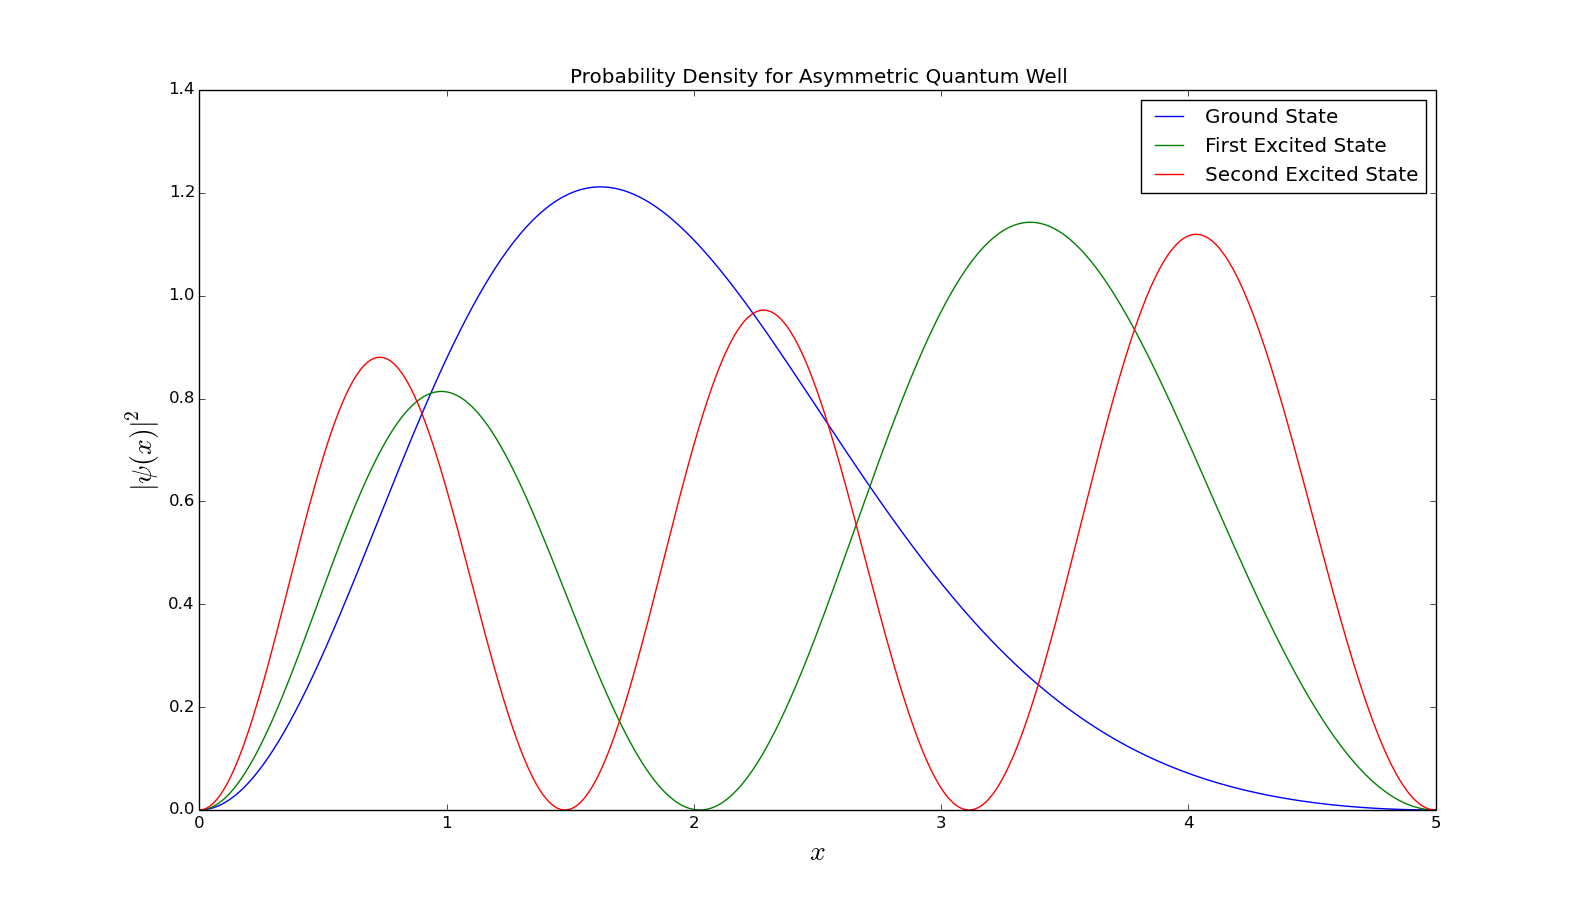 Probability Density for Asymmetric Quantum Well
1.4
1.2
1.0
0.8
0.6
0.4
0.2
0.0
|ψ(x)|²
Ground State
First Excited State
Second Excited State
0 1 2 3 4 5
x